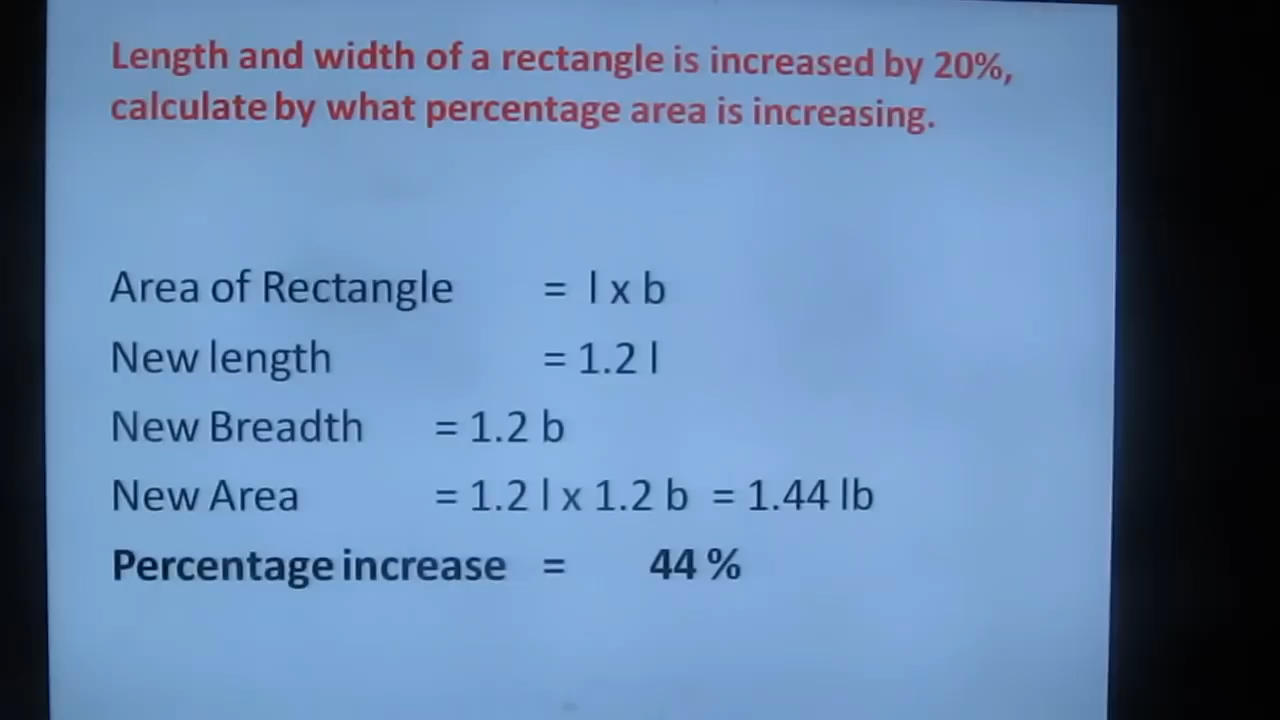 Length and width of a rectangle is increased by 20%,
calculate by what percentage area is increasing.
Area of Rectangle = l x b
New length = 1.2 l
New Breadth = 1.2 b
New Area = 1.2 l x 1.2 b = 1.44 lb
Percentage increase = 44 %